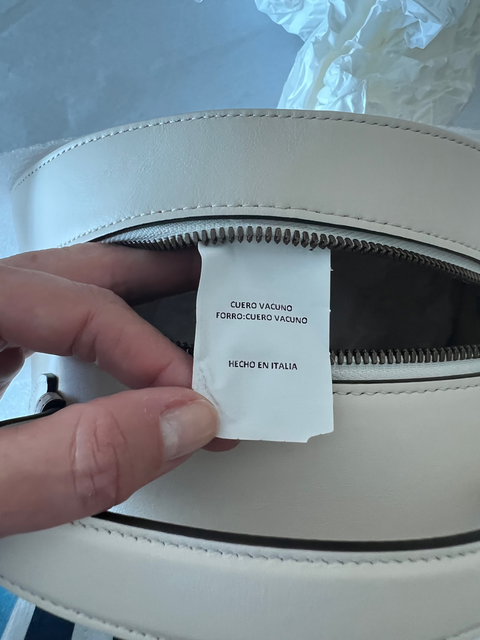 CUERO VACUNO
FORRO:CUERO VACUNO
HECHO EN ITALIA